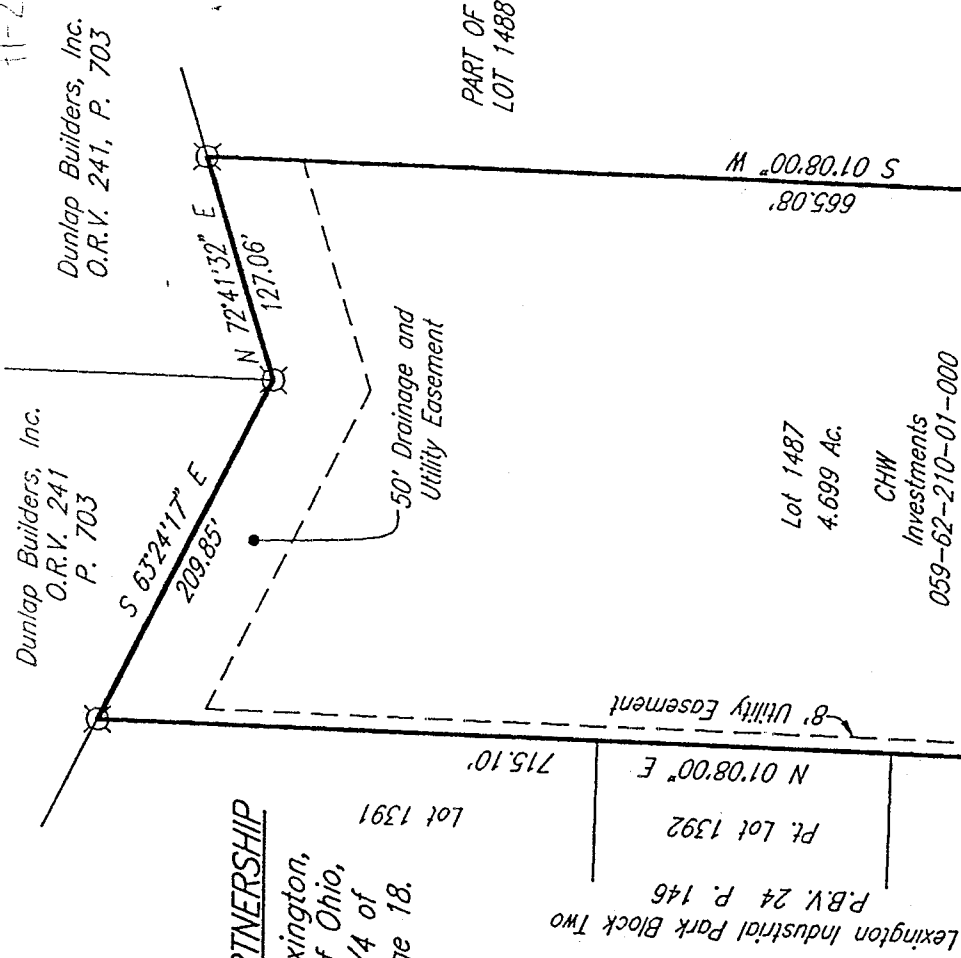 11-2
Dunlap Builders, Inc.
O.R.V. 241, P. 703
PART OF
LOT 1488
Dunlap Builders, Inc.
O.R.V. 241
P. 703
N 72°41'32" E
127.06'
S 63°24'17" E
209.85'
50' Drainage and
Utility Easement
S 01°08'00" W
665.08'
Lot 1487
4.699 Ac.
CHW
Investments
059-62-210-01-000
8' Utility Easement
N 01°08'00" E
715.10'
Lot 1391
Pt. Lot 1392
Lexington Industrial Park Block Two
P.B.V. 24 P. 146
RTNERSHIP
xington,
f Ohio,
/4 of
ge 18.